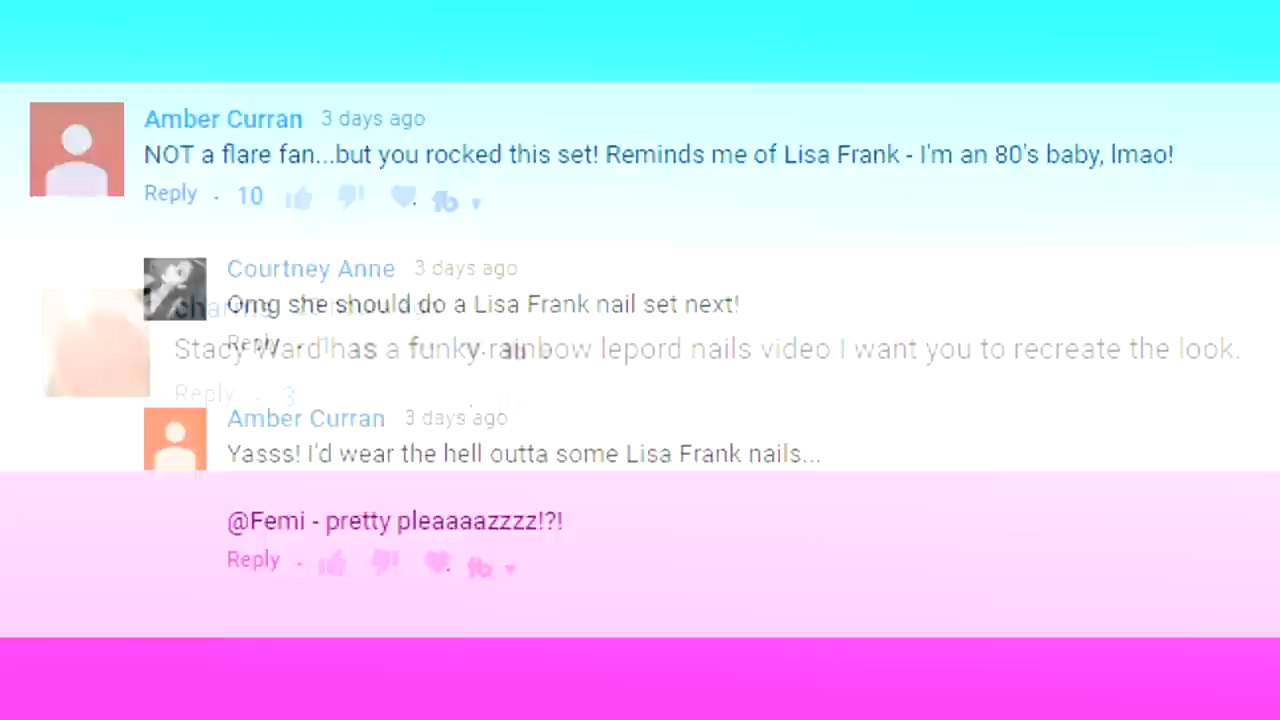 Amber Curran 3 days ago
NOT a flare fan...but you rocked this set! Reminds me of Lisa Frank - I'm an 80's baby, lmao!
Reply · 10
Courtney Anne 3 days ago
Omg she should do a Lisa Frank nail set next!
Reply
Stacy Ward has a funky rainbow lepord nails video I want you to recreate the look.
Reply · 3
Amber Curran 3 days ago
Yasss! I'd wear the hell outta some Lisa Frank nails...
@Femi - pretty pleaaaazzzz!?!
Reply ·